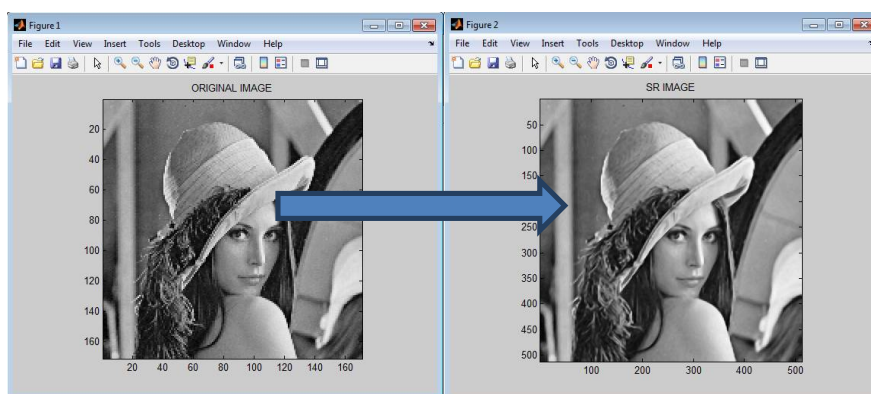 Figure 1
File Edit View Insert Tools Desktop Window Help
ORIGINAL IMAGE
20
40
60
80
100
120
140
160
20 40 60 80 100 120 140 160
Figure 2
File Edit View Insert Tools Desktop Window Help
SR IMAGE
50
100
150
250
300
350
400
450
500
100 200 300 400 500